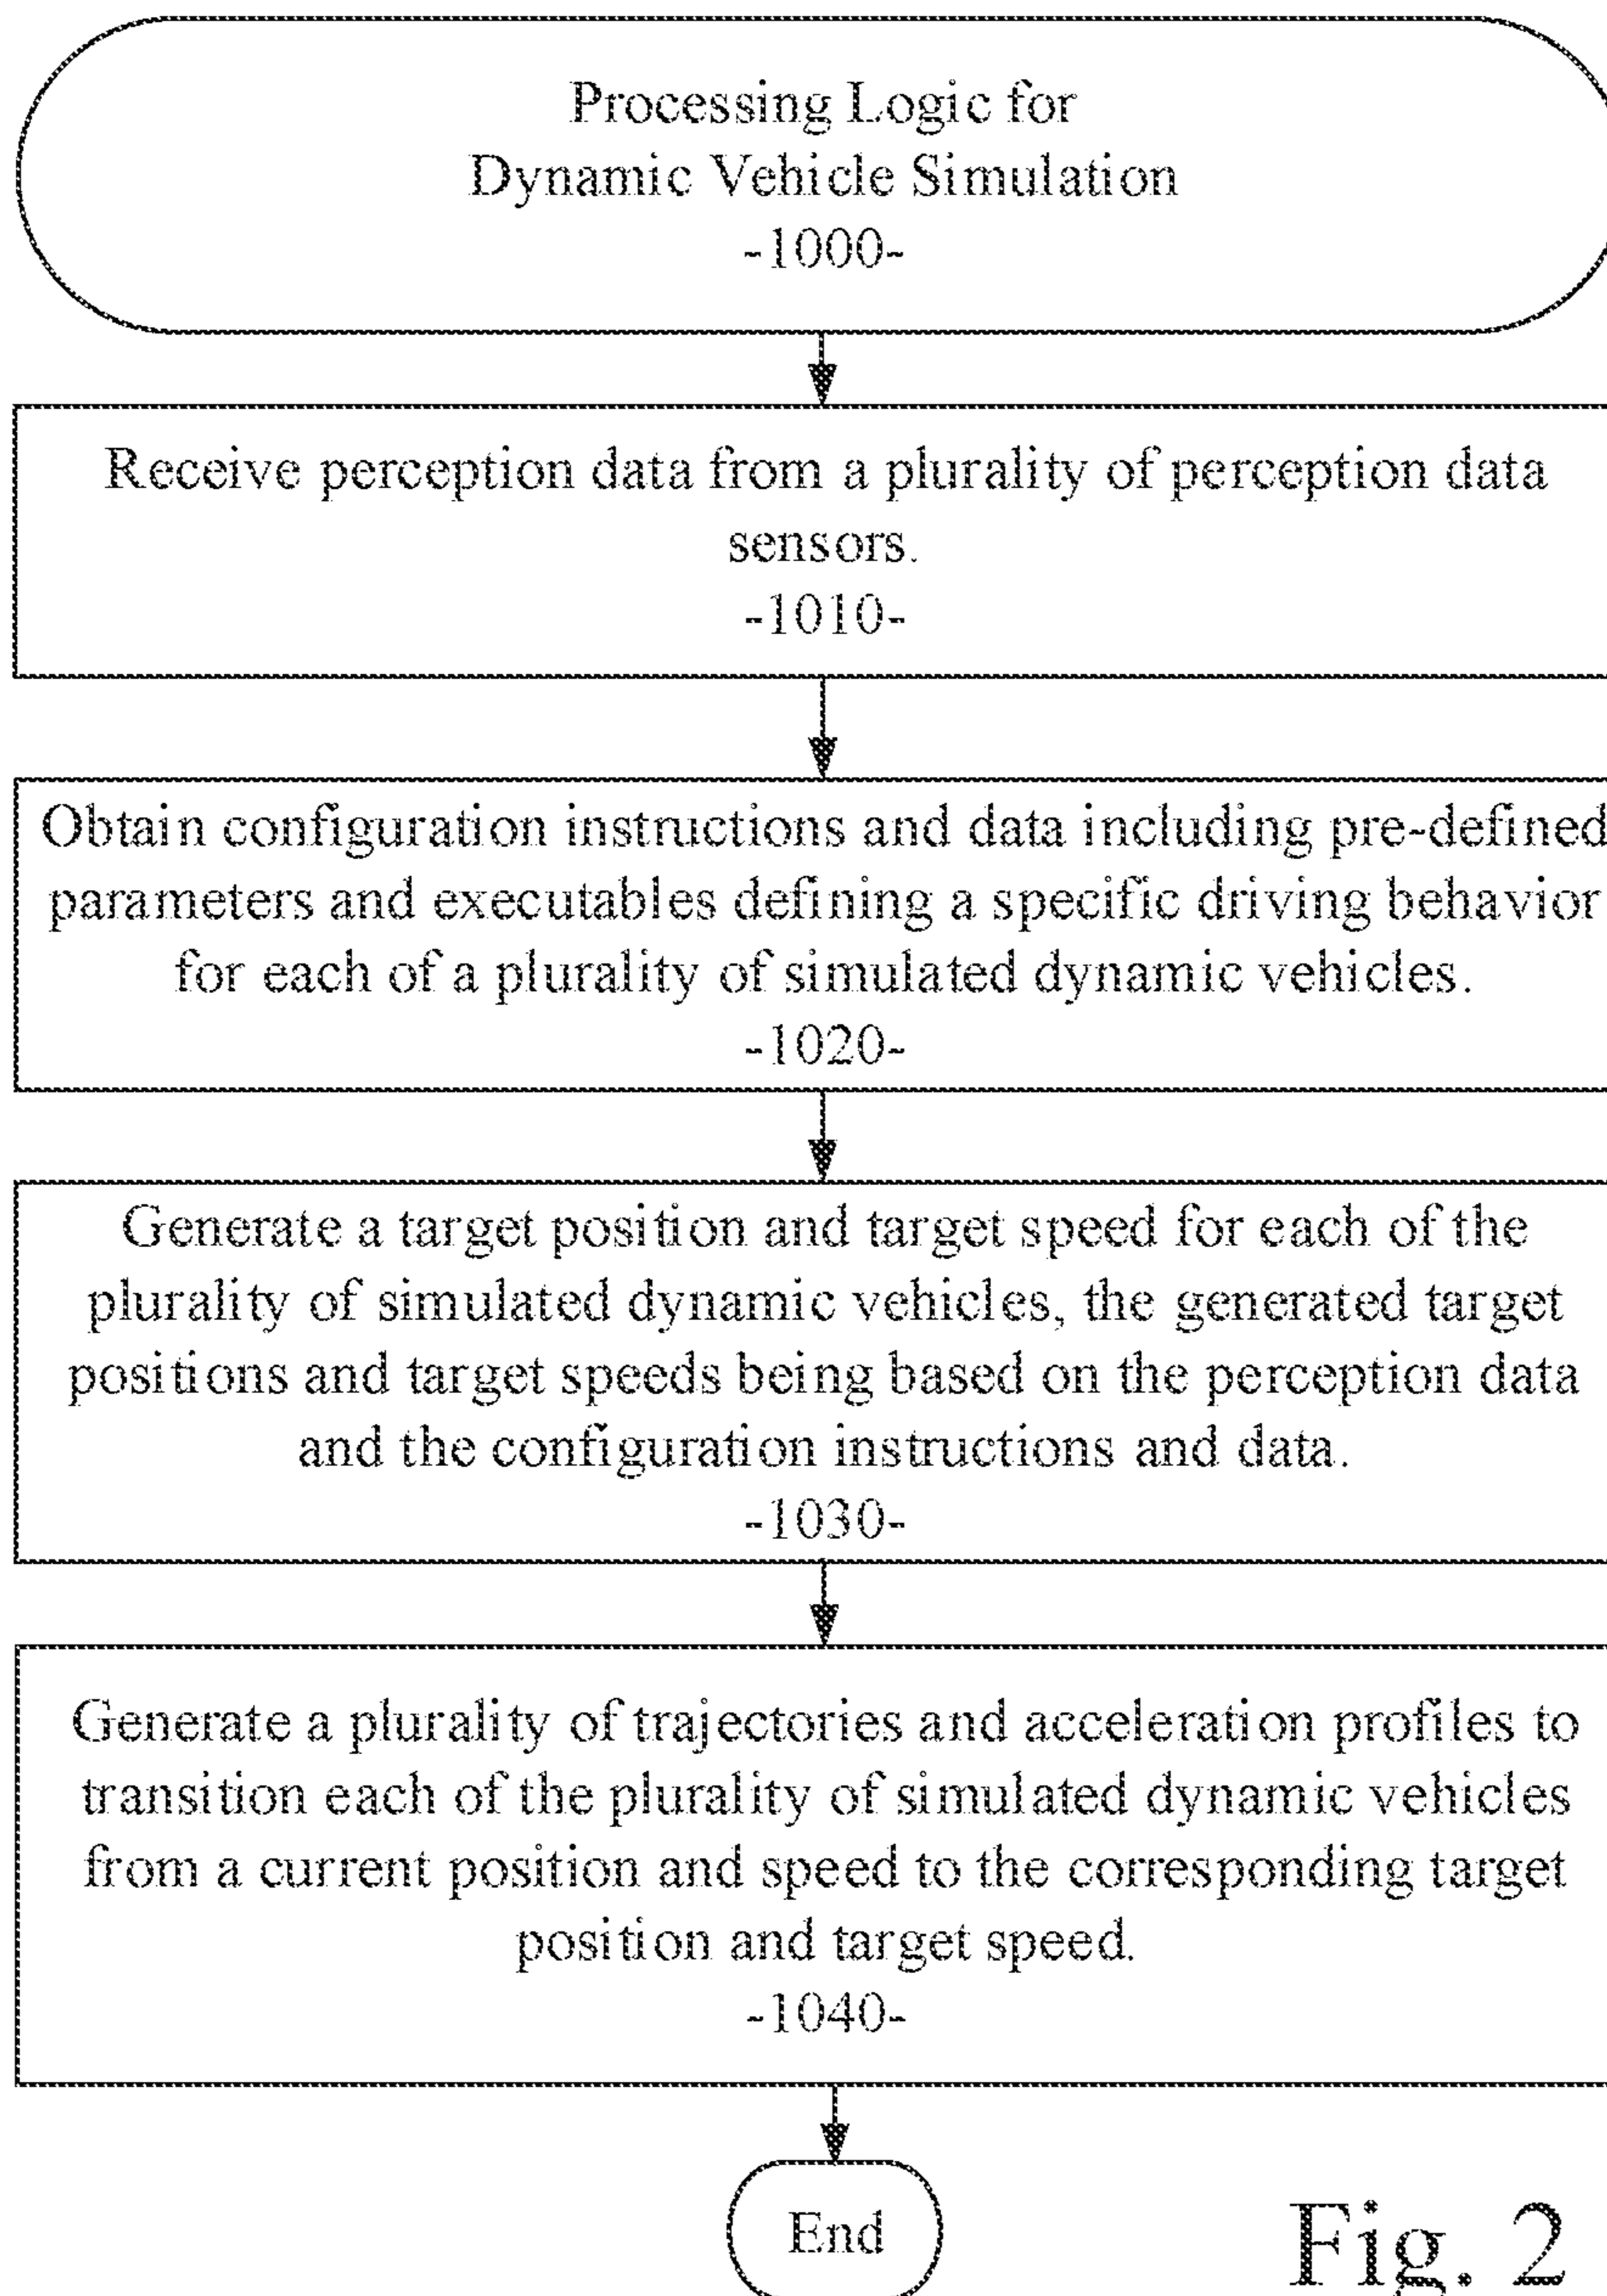 Processing Logic for
Dynamic Vehicle Simulation
-1000-
Receive perception data from a plurality of perception data
sensors.
-1010-
Obtain configuration instructions and data including pre-defined
parameters and executables defining a specific driving behavior
for each of a plurality of simulated dynamic vehicles.
-1020-
Generate a target position and target speed for each of the
plurality of simulated dynamic vehicles, the generated target
positions and target speeds being based on the perception data
and the configuration instructions and data.
-1030-
Generate a plurality of trajectories and acceleration profiles to
transition each of the plurality of simulated dynamic vehicles
from a current position and speed to the corresponding target
position and target speed.
-1040-
End
Fig. 2